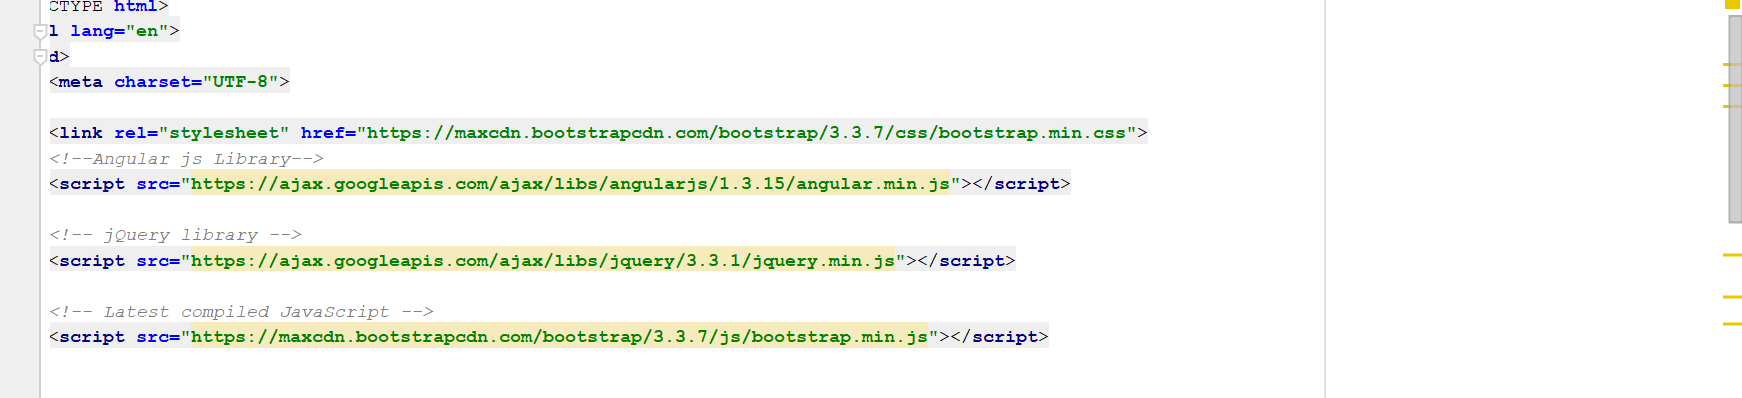 CTYPE html>
l lang="en">
d>
<meta charset="UTF-8">
<link rel="stylesheet" href="https://maxcdn.bootstrapcdn.com/bootstrap/3.3.7/css/bootstrap.min.css">
<!--Angular js Library-->
<script src="https://ajax.googleapis.com/ajax/libs/angularjs/1.3.15/angular.min.js"></script>
<!-- jQuery library -->
<script src="https://ajax.googleapis.com/ajax/libs/jquery/3.3.1/jquery.min.js"></script>
<!-- Latest compiled JavaScript -->
<script src="https://maxcdn.bootstrapcdn.com/bootstrap/3.3.7/js/bootstrap.min.js"></script>